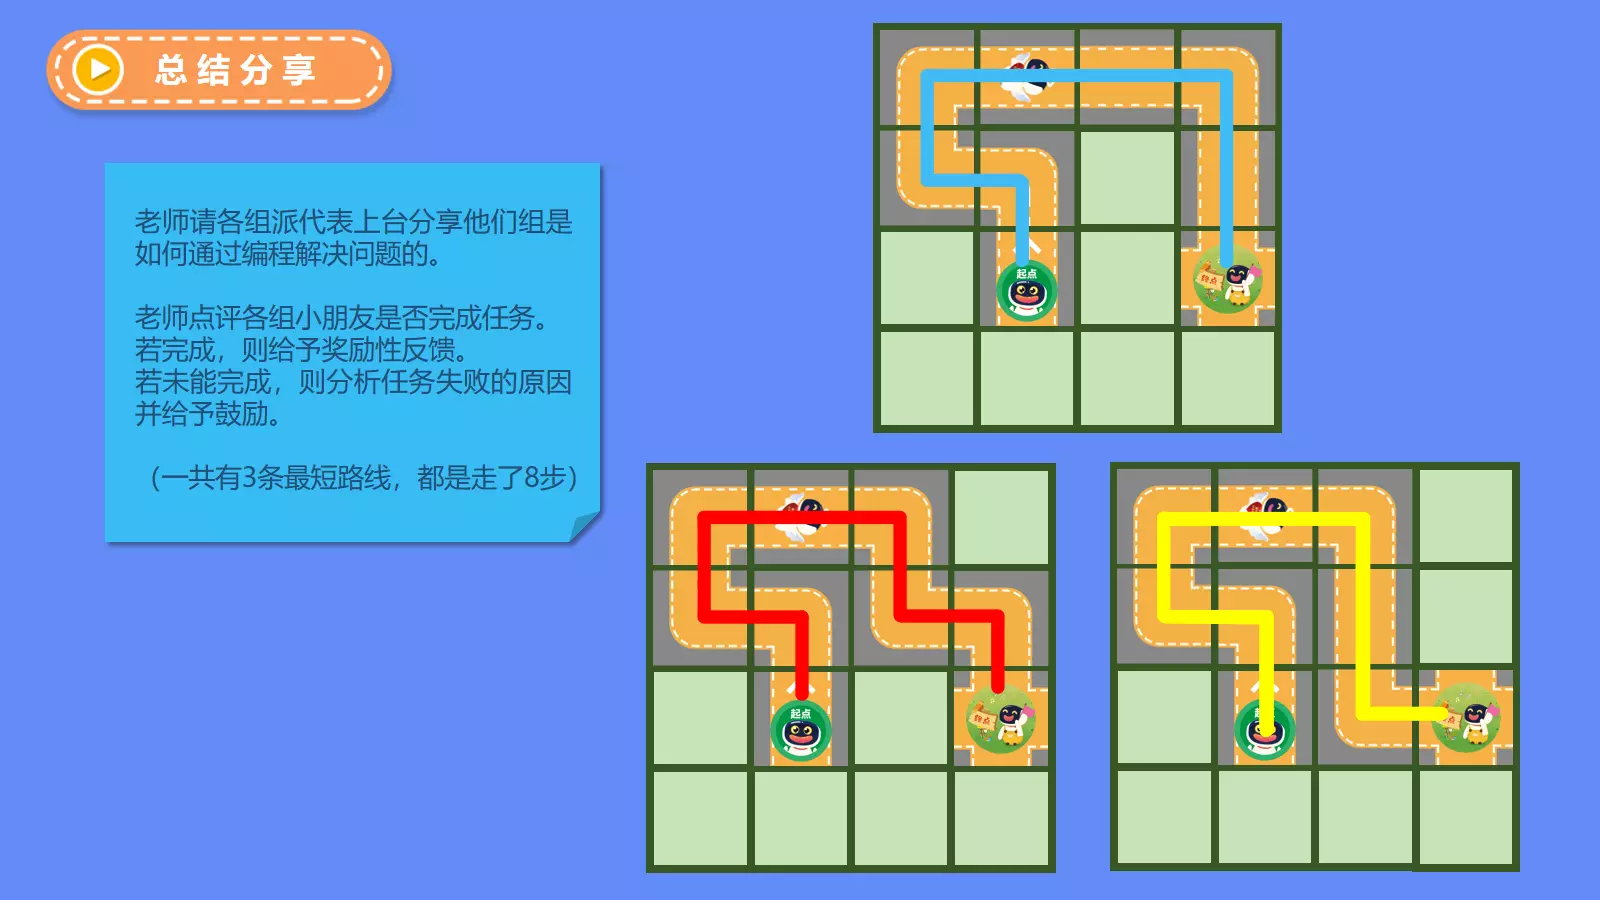 总结分享
老师请各组派代表上台分享他们组是
如何通过编程解决问题的。
老师点评各组小朋友是否完成任务。
若完成，则给予奖励性反馈。
若未能完成，则分析任务失败的原因
并给予鼓励。
（一共有3条最短路线，都是走了8步）
起点
终点
起点
终点